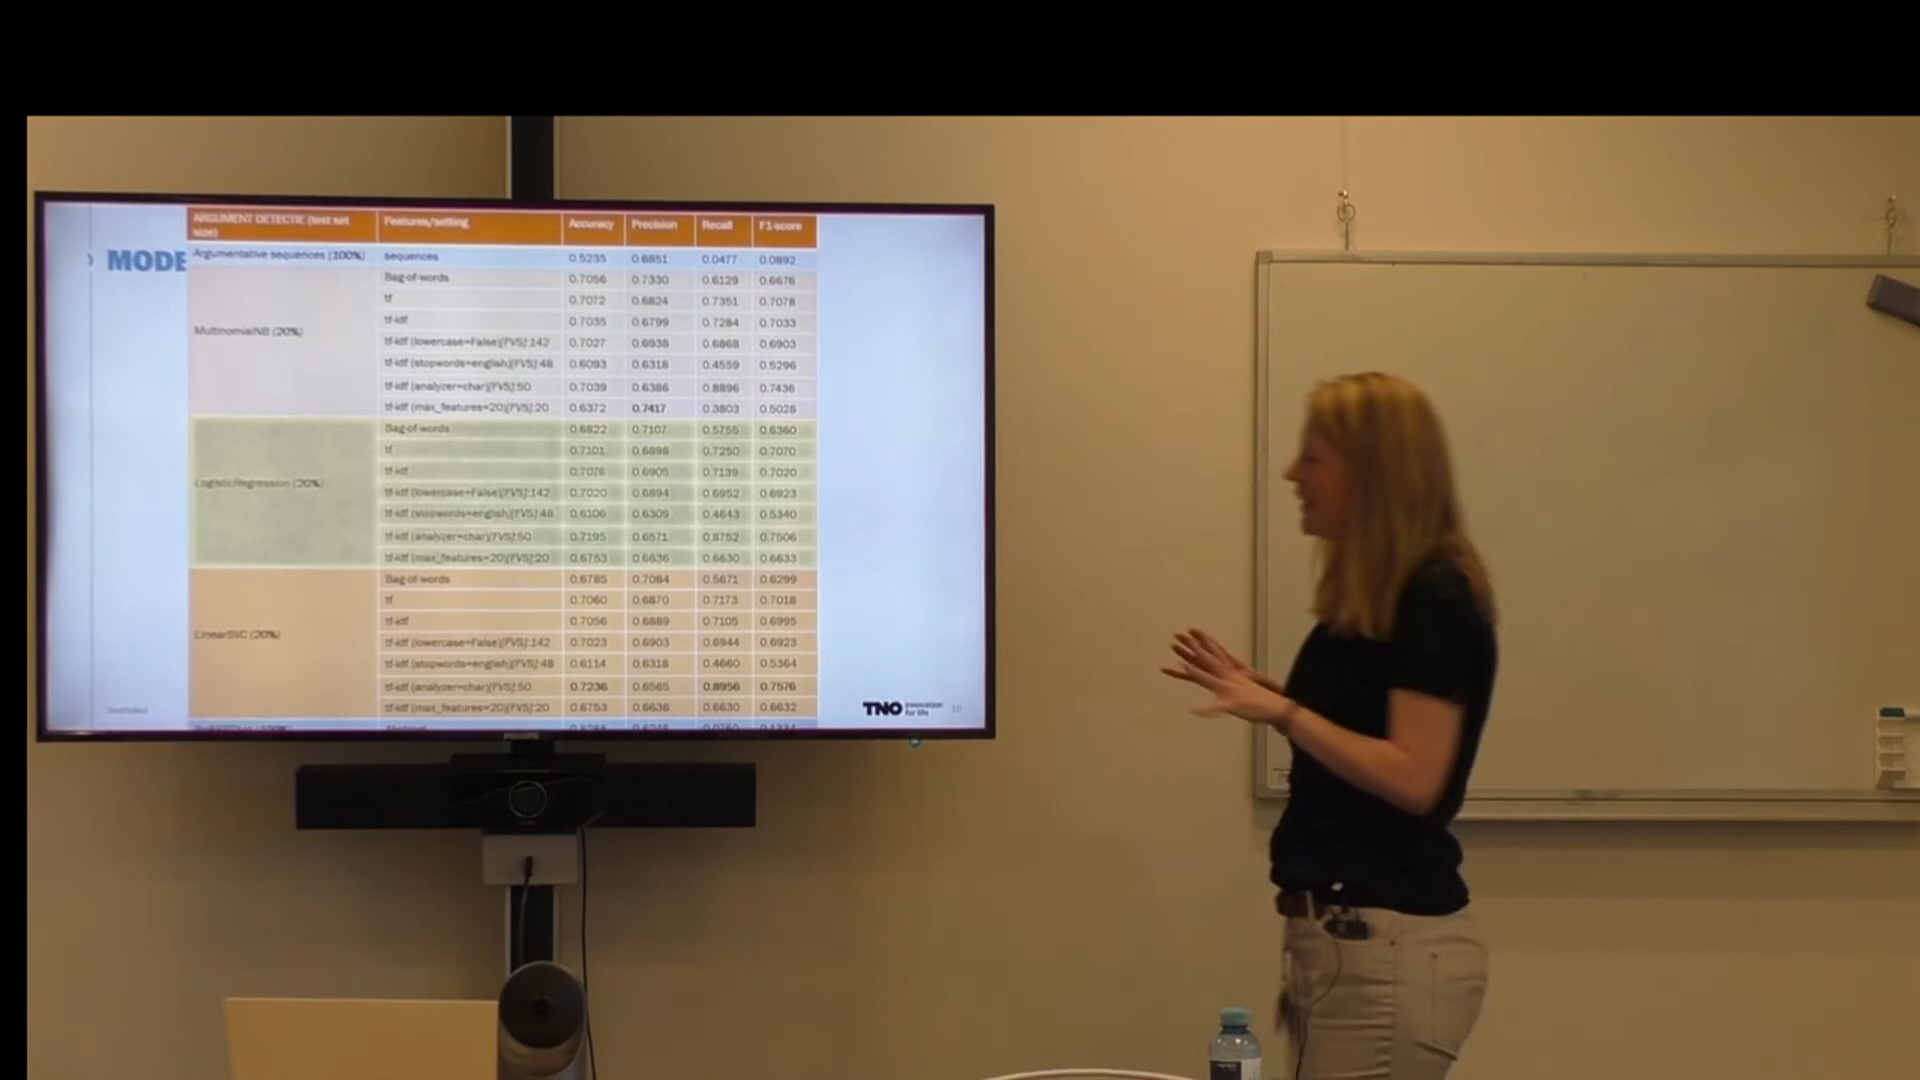 MODE
ARGUMENT DETECTIE (test set size) Features/setting Accuracy Precision Recall F1-score
Argumentative sequences (100%) sequences 0.5235 0.6851 0.0477 0.0892
MultinomialNB (20%)
Bag-of-words 0.7056 0.7330 0.6129 0.6676
tf 0.7072 0.6824 0.7351 0.7078
tf-idf 0.7035 0.6799 0.7284 0.7033
tf-idf (lowercase=False)[FVS]:142 0.7027 0.6938 0.6868 0.6903
tf-idf (stopwords=english)[FVS]:48 0.6093 0.6318 0.4559 0.5296
tf-idf (analyzer=char)[FVS]:50 0.7039 0.6386 0.8896 0.7436
tf-idf (max_features=20)[FVS]:20 0.6372 0.7417 0.3803 0.5028
LogisticRegression (20%)
Bag-of-words 0.6822 0.7107 0.5755 0.6360
tf 0.7101 0.6898 0.7250 0.7070
tf-idf 0.7076 0.6905 0.7139 0.7020
tf-idf (lowercase=False)[FVS]:142 0.7020 0.6894 0.6952 0.6923
tf-idf (stopwords=english)[FVS]:48 0.6106 0.6309 0.4643 0.5340
tf-idf (analyzer=char)[FVS]:50 0.7195 0.6571 0.8752 0.7506
tf-idf (max_features=20)[FVS]:20 0.6753 0.6636 0.6630 0.6633
LinearSVC (20%)
Bag-of-words 0.6785 0.7084 0.5671 0.6299
tf 0.7060 0.6870 0.7173 0.7018
tf-idf 0.7056 0.6889 0.7105 0.6995
tf-idf (lowercase=False)[FVS]:142 0.7023 0.6903 0.6944 0.6923
tf-idf (stopwords=english)[FVS]:48 0.6114 0.6318 0.4660 0.5364
tf-idf (analyzer=char)[FVS]:50 0.7236 0.6565 0.8956 0.7576
tf-idf (max_features=20)[FVS]:20 0.6753 0.6636 0.6630 0.6632
TNO innovation for life
PHILIPS